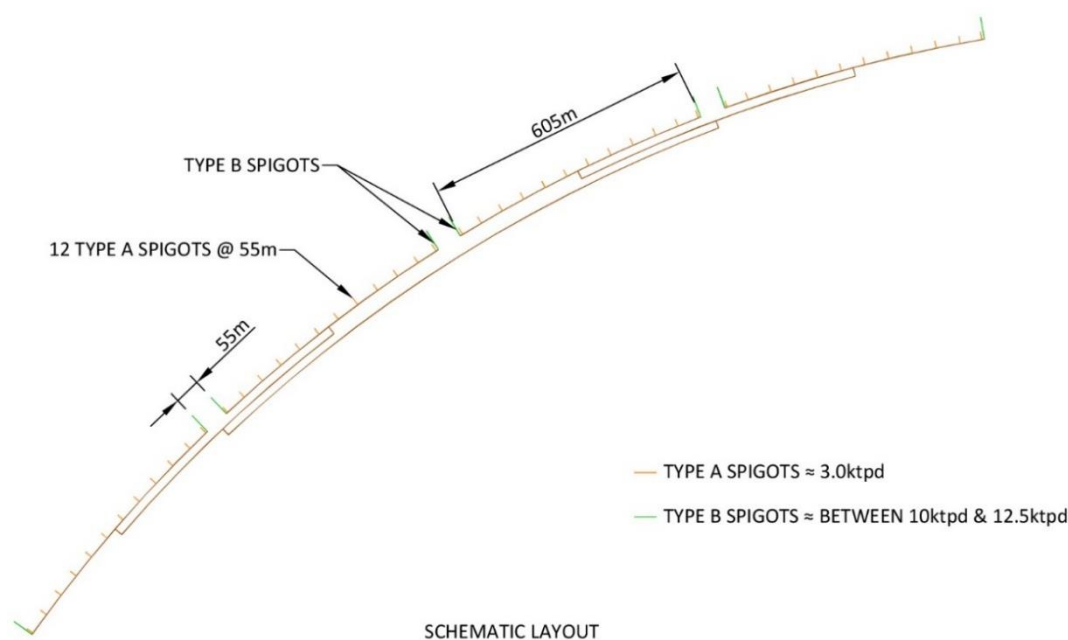 605m
TYPE B SPIGOTS
12 TYPE A SPIGOTS @ 55m
55m
TYPE A SPIGOTS ≈ 3.0ktpd
TYPE B SPIGOTS ≈ BETWEEN 10ktpd & 12.5ktpd
SCHEMATIC LAYOUT